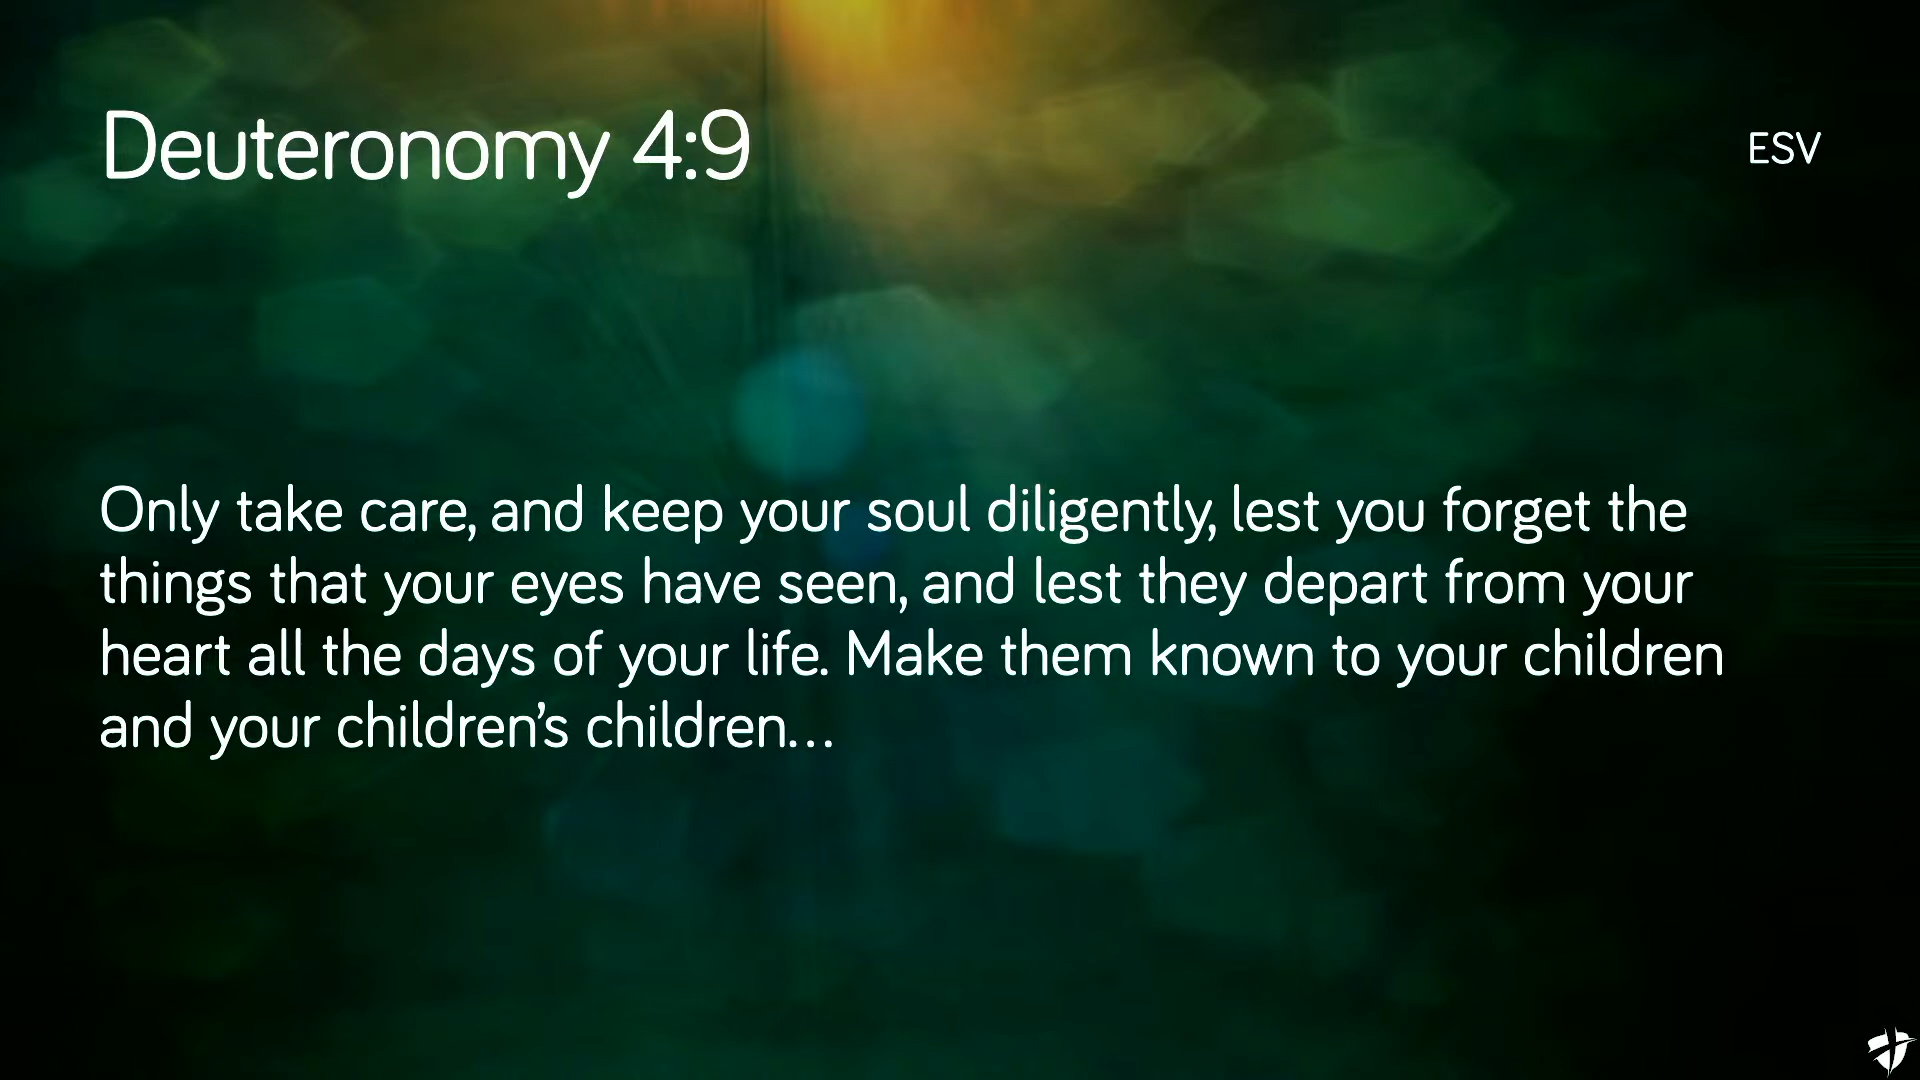 Deuteronomy 4:9
ESV
Only take care, and keep your soul diligently, lest you forget the
things that your eyes have seen, and lest they depart from your
heart all the days of your life. Make them known to your children
and your children’s children…